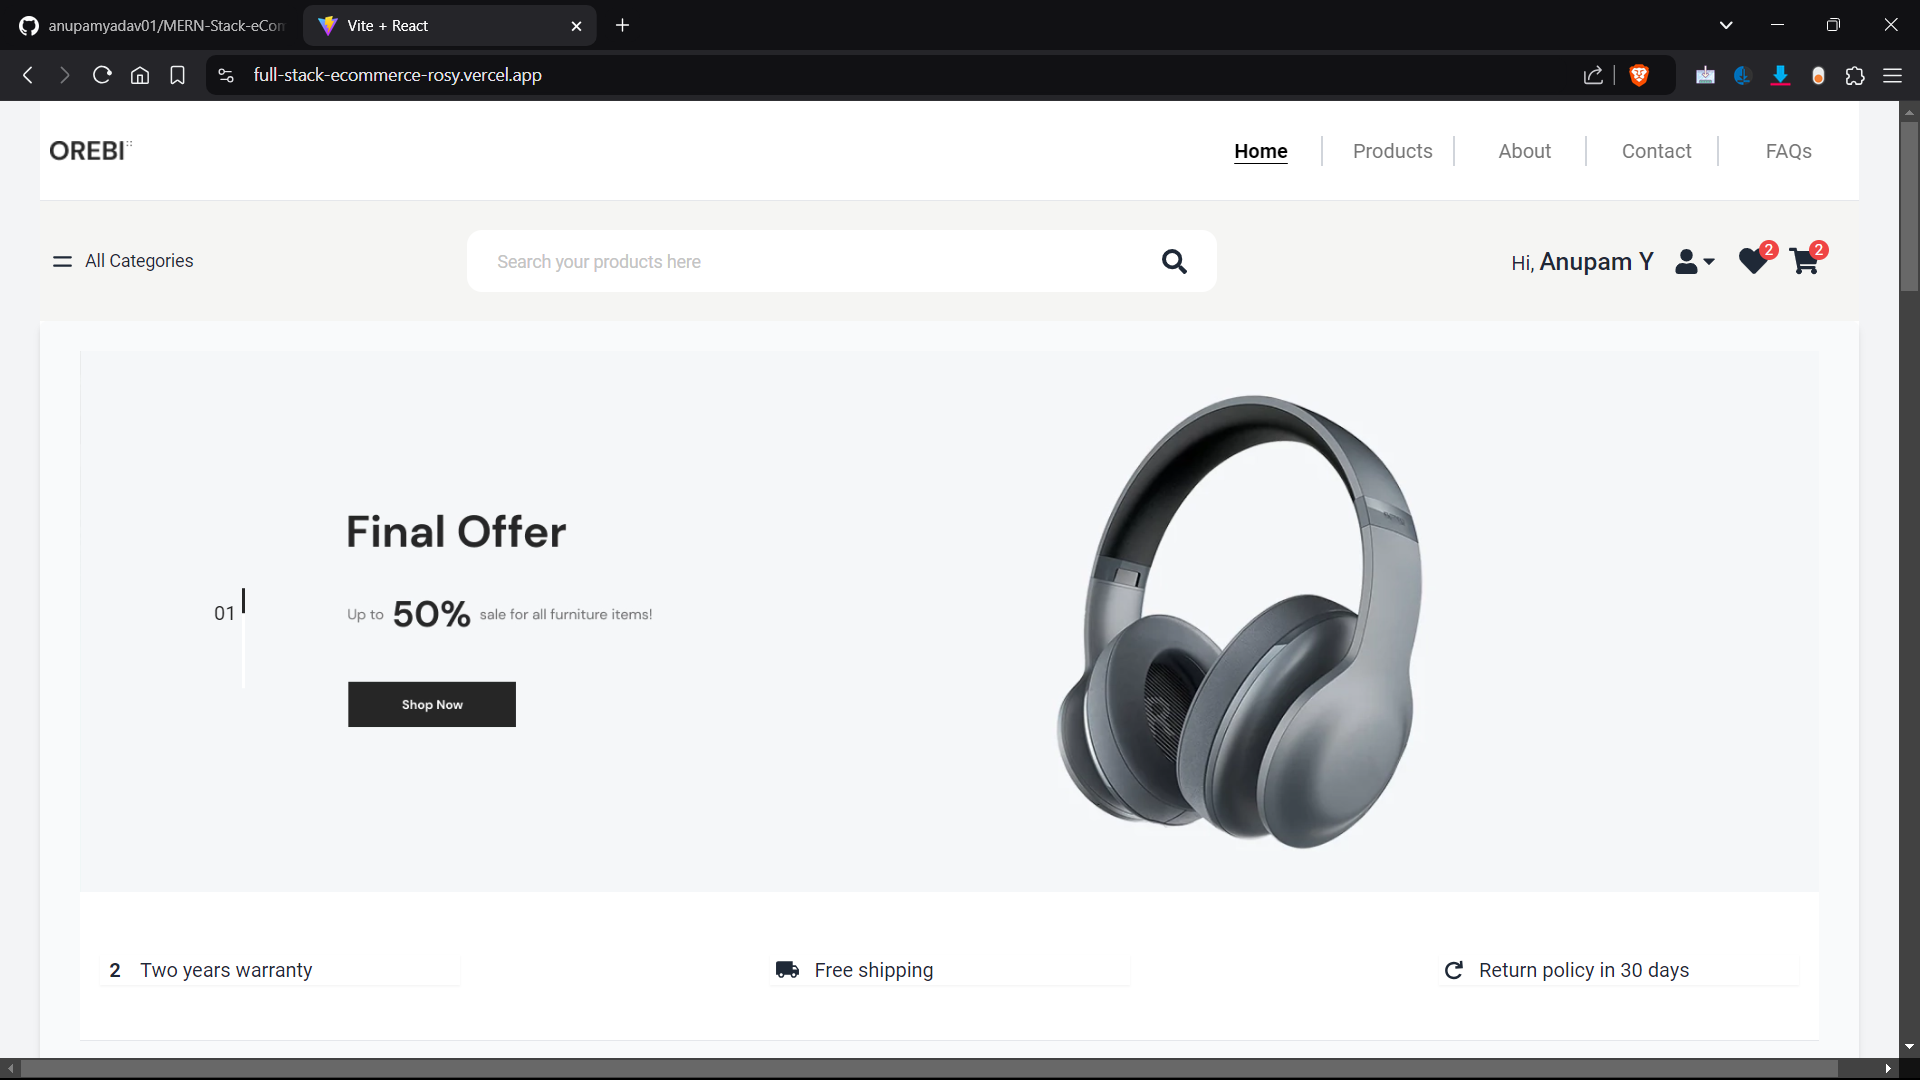 anupamyadav01/MERN-Stack-eCom
Vite + React
full-stack-ecommerce-rosy.vercel.app
OREBI
Home Products About Contact FAQs
All Categories
Search your products here
Hi, Anupam Y
2
2
Final Offer
01
Up to 50% sale for all furniture items!
Shop Now
2 Two years warranty
Free shipping
Return policy in 30 days